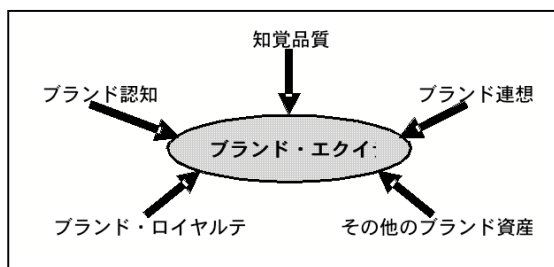 知覚品質
ブランド認知
ブランド連想
ブランド・エクイ
ブランド・ロイヤルテ
その他のブランド資産